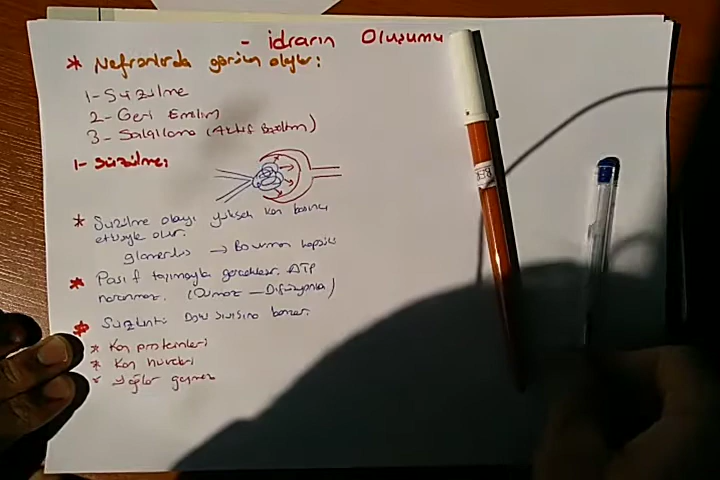 - idrarın Oluşumu
* Nefronlarda görülen olaylar:
1- Süzülme
2- Geri Emilim
3- Salgılama (Aktif Boşaltım)
1- Süzülme:
* Süzülme olayı yüksek kan basıncı
etkisiyle olur.
glomerulus → Bowman kapsülü
* Pasif taşımayla gerçekleşir. ATP
harcanmaz. (Ozmoz - Difüzyonla)
* Süzüntü Doku sıvısına benzer.
* Kan proteinleri
* Kan hücreleri
* Yağlar geçmez